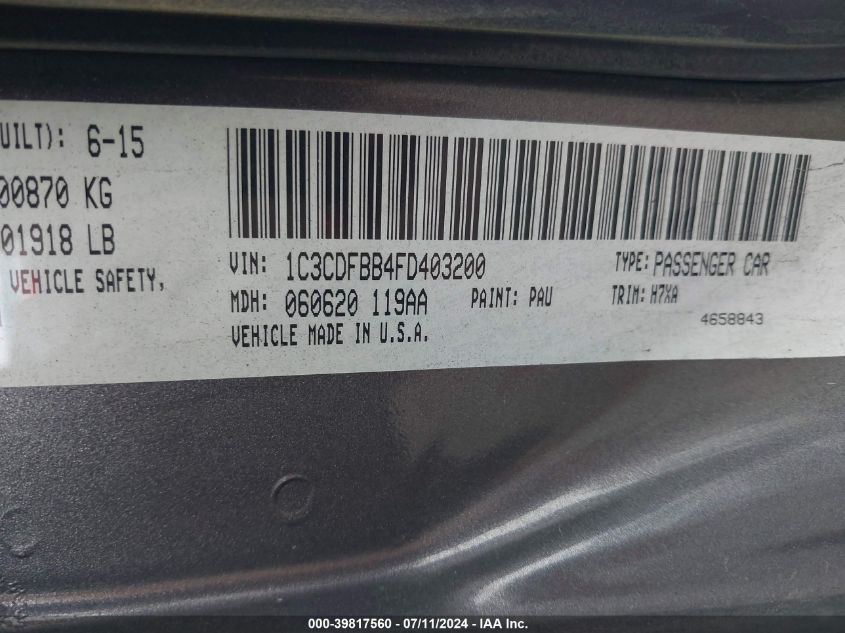 UILT): 6-15
00870 KG
01918 LB
VEHICLE SAFETY,
VIN: 1C3CDFBB4FD403200
TYPE: PASSENGER CAR
MDH: 060620 119AA PAINT: PAU TRIM: H7XA
VEHICLE MADE IN U.S.A.
4658843
000-39817560 - 07/11/2024 - IAA Inc.